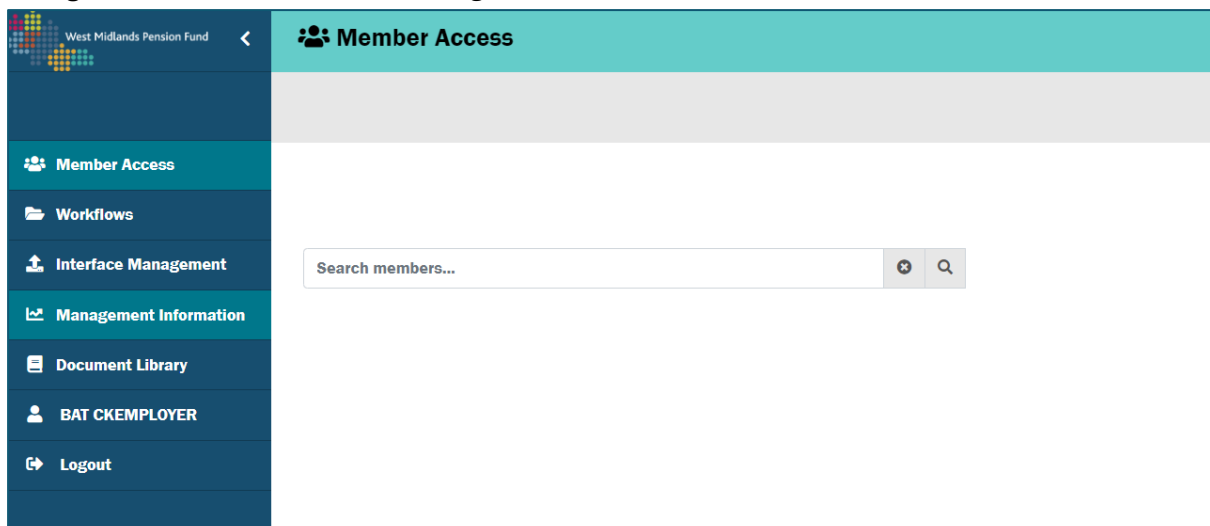 West Midlands Pension Fund
Member Access
Member Access
Workflows
Interface Management
Search members...
Management Information
Document Library
BAT CKEMPLOYER
Logout